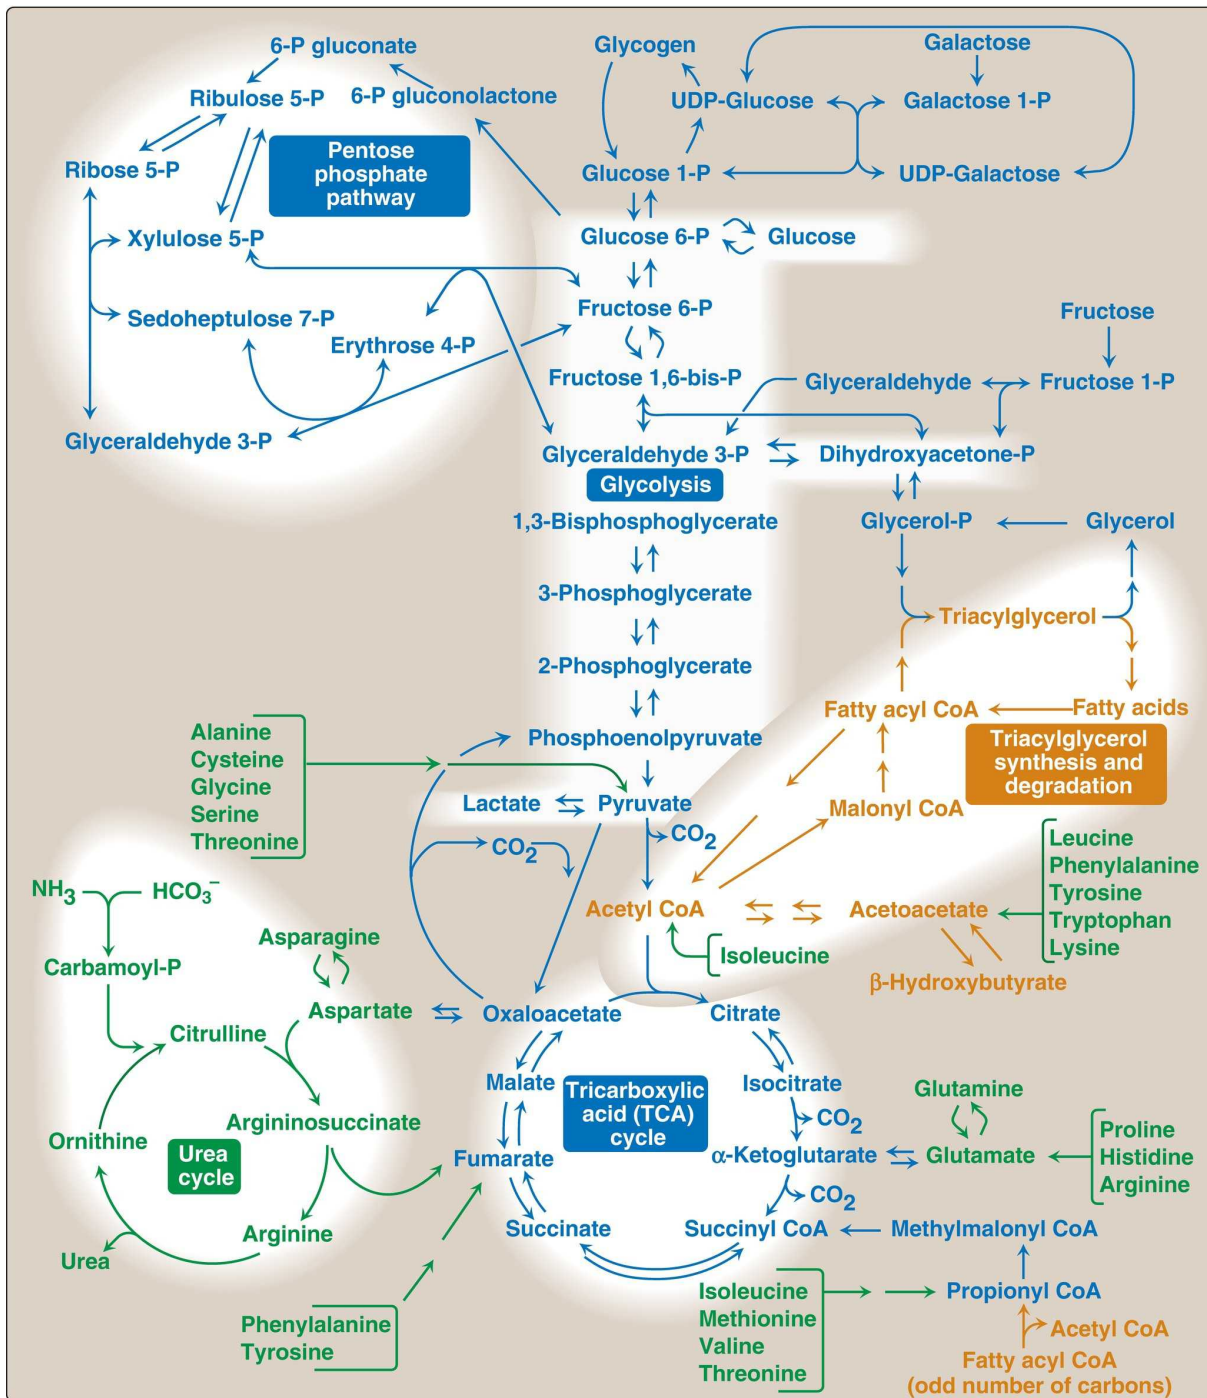 6-P gluconate
Glycogen
Galactose
Ribulose 5-P
6-P gluconolactone
UDP-Glucose
Galactose 1-P
Pentose
phosphate
pathway
Ribose 5-P
Glucose 1-P
UDP-Galactose
Xylulose 5-P
Glucose 6-P
Glucose
Sedoheptulose 7-P
Fructose 6-P
Fructose
Erythrose 4-P
Fructose 1,6-bis-P
Glyceraldehyde
Fructose 1-P
Glyceraldehyde 3-P
Glyceraldehyde 3-P
Dihydroxyacetone-P
Glycolysis
1,3-Bisphosphoglycerate
Glycerol-P
Glycerol
3-Phosphoglycerate
Triacylglycerol
2-Phosphoglycerate
Fatty acyl CoA
Fatty acids
Triacylglycerol
synthesis and
degradation
Alanine
Cysteine
Glycine
Serine
Threonine
Phosphoenolpyruvate
Lactate
Pyruvate
Malonyl CoA
CO2
CO2
Leucine
Phenylalanine
Tyrosine
Tryptophan
Lysine
NH3
HCO3−
Acetyl CoA
Acetoacetate
Asparagine
Isoleucine
Carbamoyl-P
β-Hydroxybutyrate
Aspartate
Oxaloacetate
Citrate
Citrulline
Malate
Tricarboxylic
acid (TCA)
cycle
Isocitrate
Glutamine
CO2
Argininosuccinate
Ornithine
Urea
cycle
Fumarate
α-Ketoglutarate
Glutamate
Proline
Histidine
Arginine
CO2
Arginine
Succinate
Succinyl CoA
Methylmalonyl CoA
Urea
Isoleucine
Methionine
Valine
Threonine
Propionyl CoA
Phenylalanine
Tyrosine
Acetyl CoA
Fatty acyl CoA
(odd number of carbons)